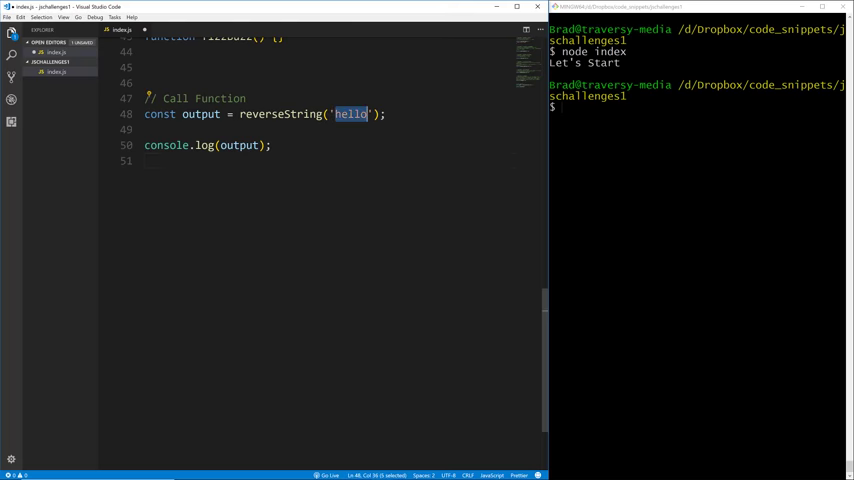 index.js - jschallenges1 - Visual Studio Code
File Edit Selection View Go Debug Tasks Help
EXPLORER
OPEN EDITORS 1 UNSAVED
index.js
JSCHALLENGES1
index.js
index.js
43 function fizzBuzz() {}
44
45
46
47 // Call Function
48 const output = reverseString('hello');
49
50 console.log(output);
51
0 0
Go Live
Ln 48, Col 36 (5 selected)
Spaces: 2
UTF-8
CRLF
JavaScript
Prettier
MINGW64:/d/Dropbox/code_snippets/jschallenges1
Brad@traversy-media /d/Dropbox/code_snippets/j
schallenges1
$ node index
Let's Start
Brad@traversy-media /d/Dropbox/code_snippets/j
schallenges1
$